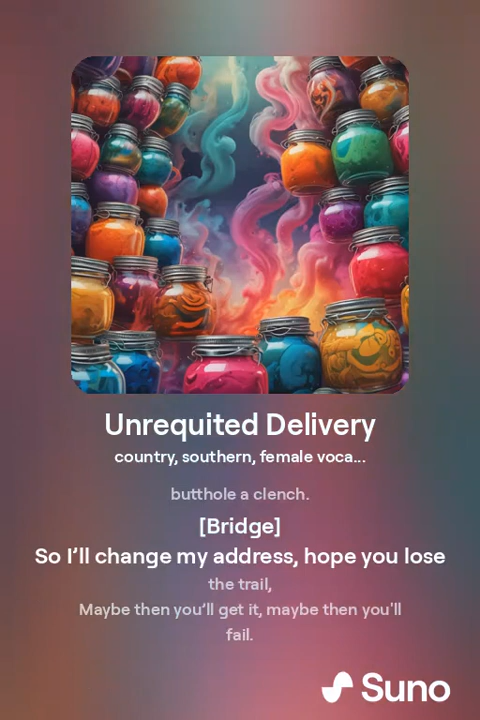 Unrequited Delivery
country, southern, female voca...
butthole a clench.
[Bridge]
So I’ll change my address, hope you lose
the trail,
Maybe then you’ll get it, maybe then you'll
fail.
Suno